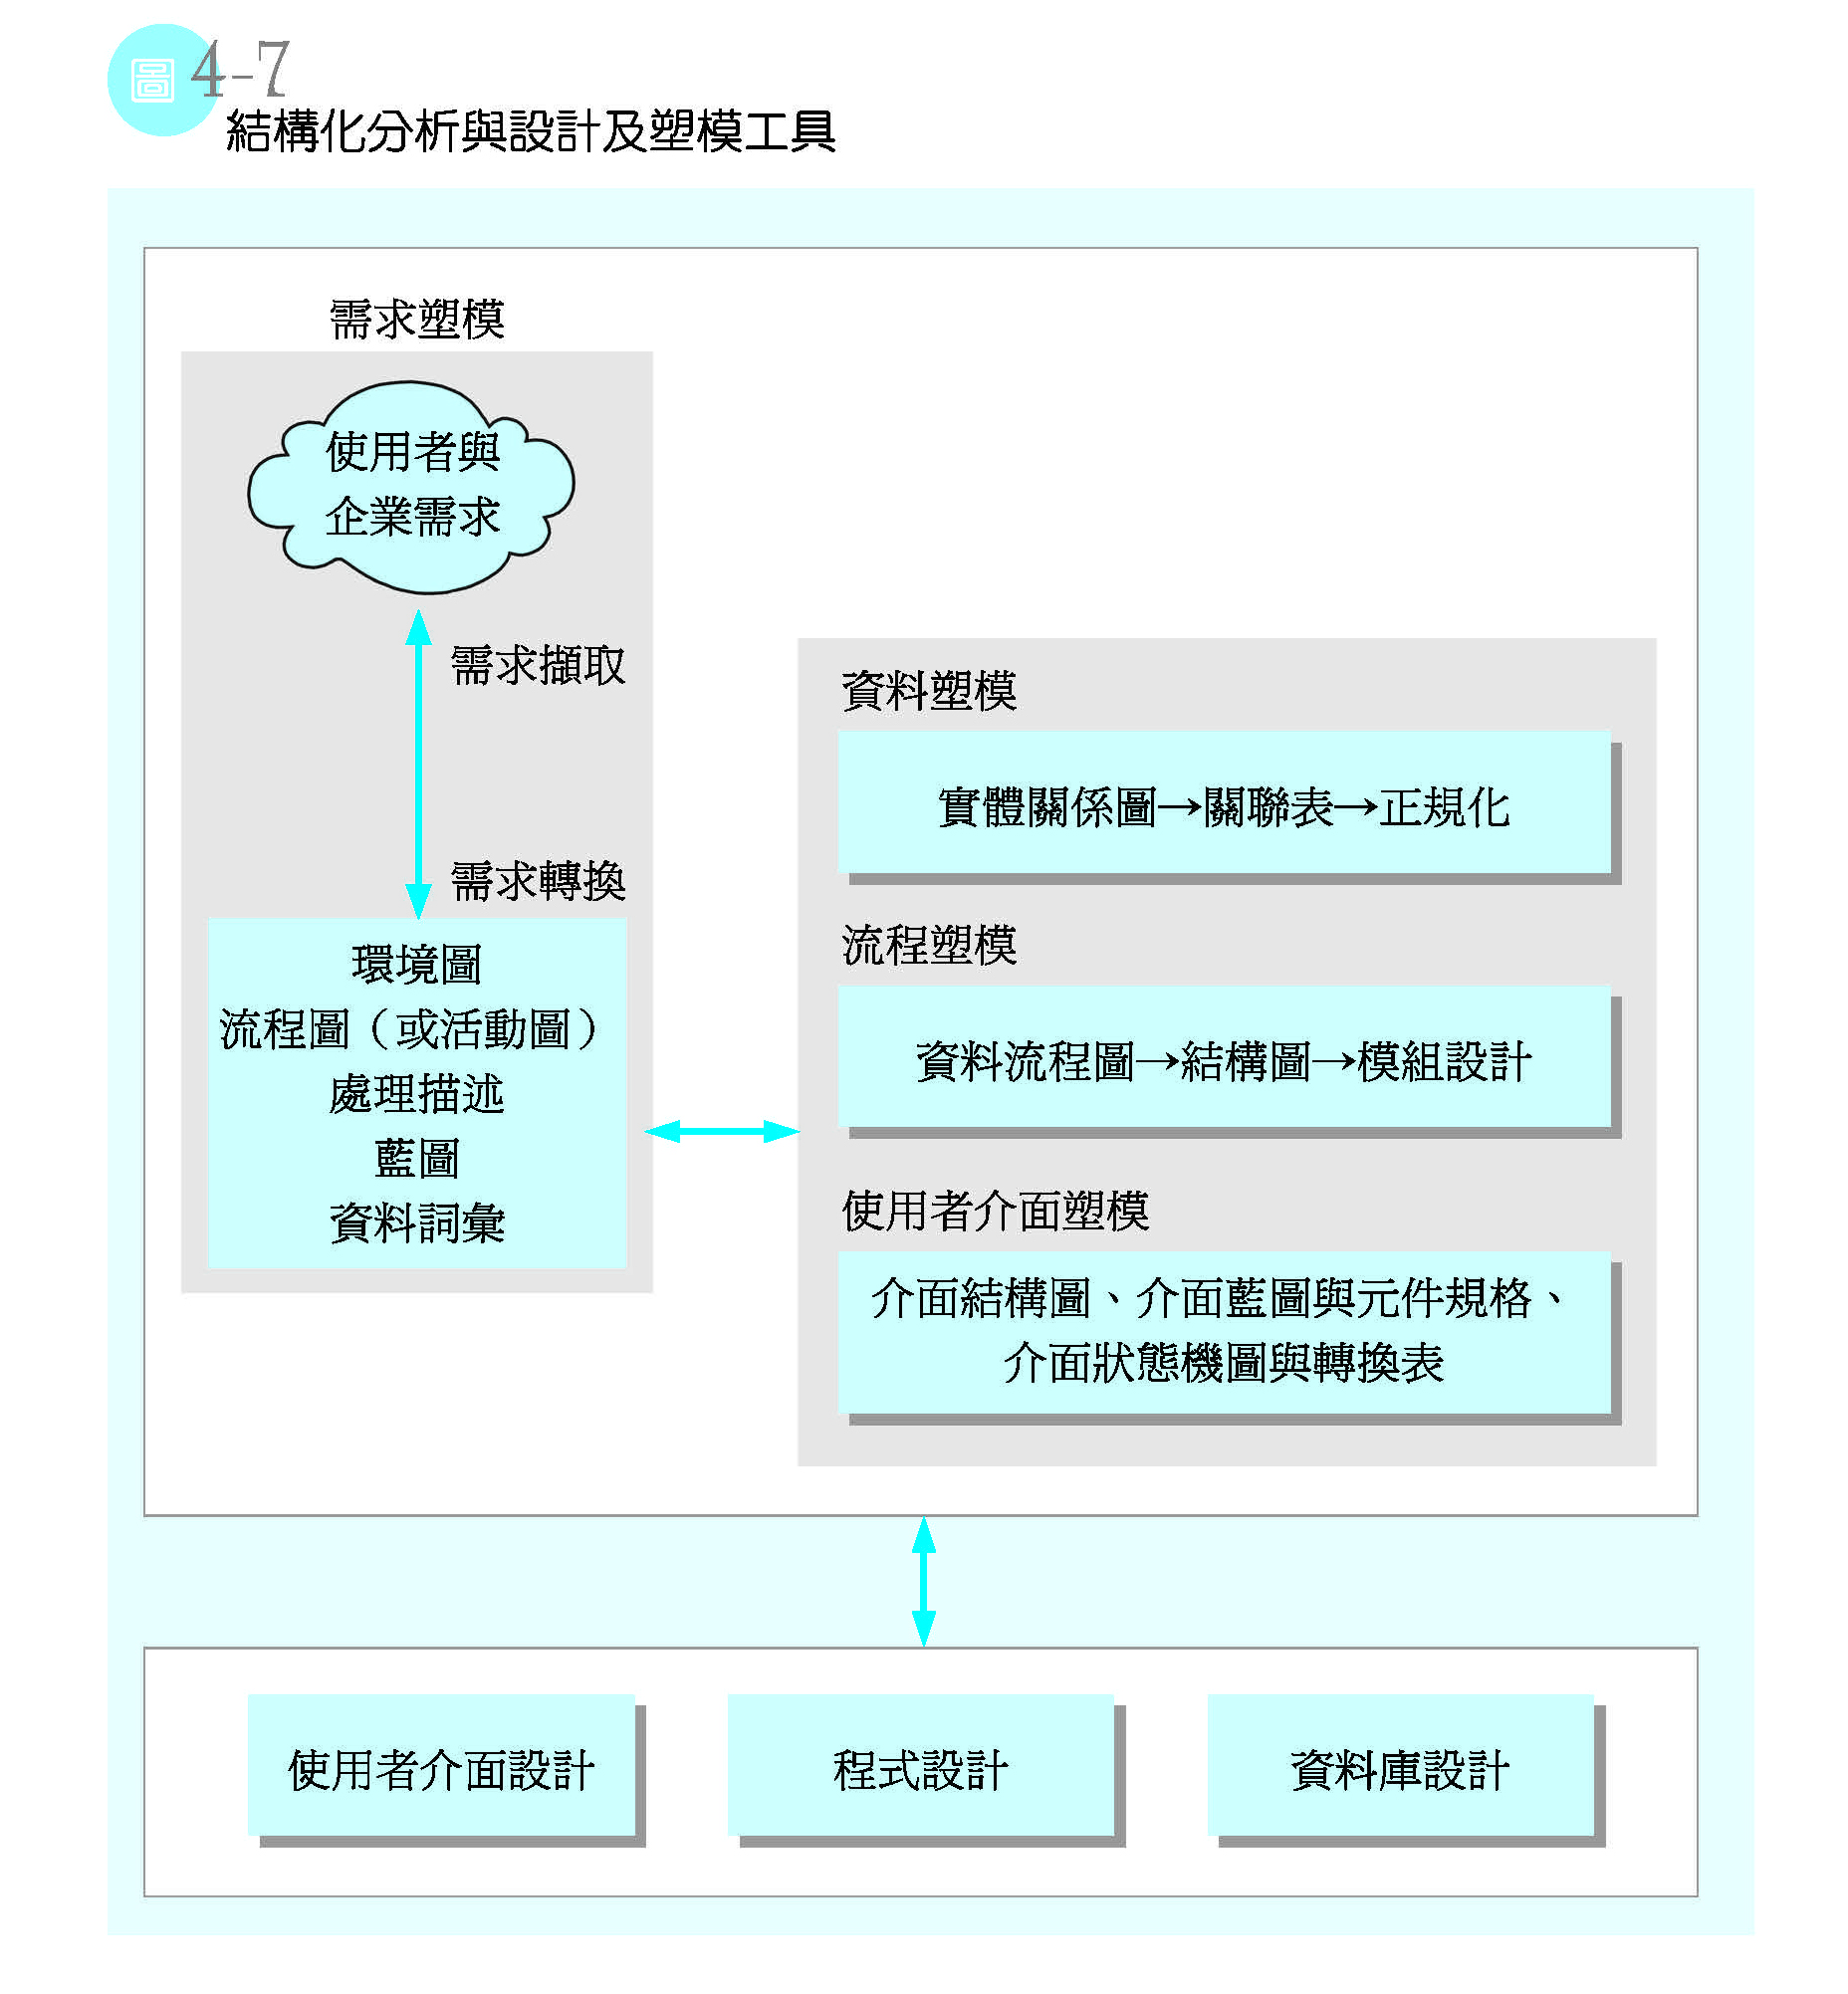 圖 4-7
結構化分析與設計及塑模工具
需求塑模
使用者與
企業需求
需求擷取
需求轉換
環境圖
流程圖（或活動圖）
處理描述
藍圖
資料詞彙
資料塑模
實體關係圖→關聯表→正規化
流程塑模
資料流程圖→結構圖→模組設計
使用者介面塑模
介面結構圖、介面藍圖與元件規格、
介面狀態機圖與轉換表
使用者介面設計
程式設計
資料庫設計